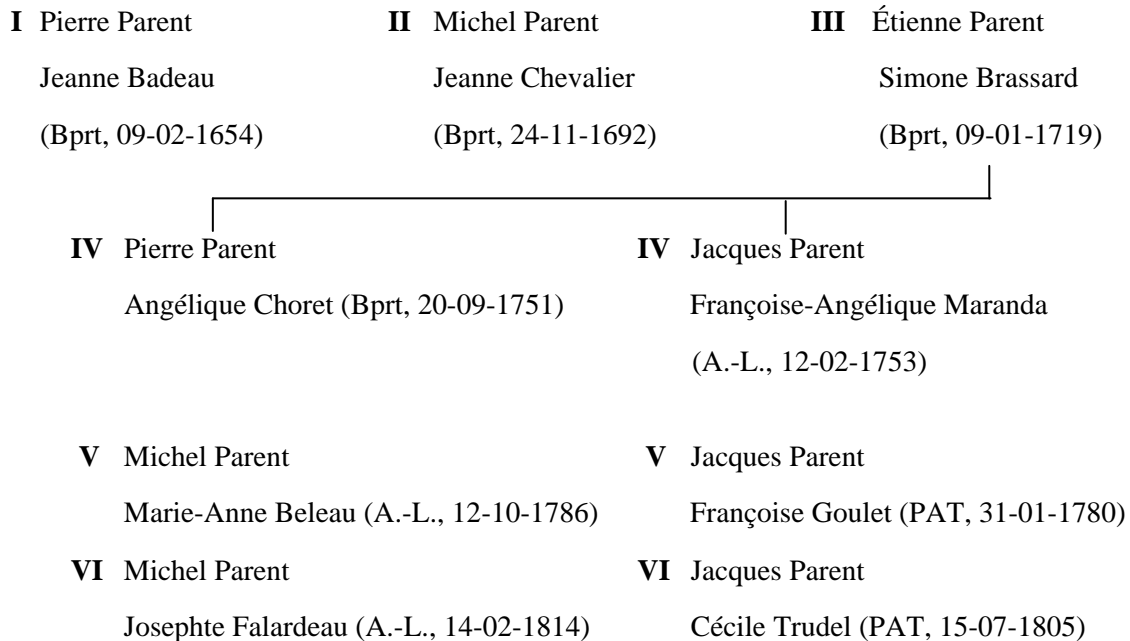 I Pierre Parent II Michel Parent III Étienne Parent
Jeanne Badeau Jeanne Chevalier Simone Brassard
(Bprt, 09-02-1654) (Bprt, 24-11-1692) (Bprt, 09-01-1719)
IV Pierre Parent IV Jacques Parent
Angélique Choret (Bprt, 20-09-1751) Françoise-Angélique Maranda
(A.-L., 12-02-1753)
V Michel Parent V Jacques Parent
Marie-Anne Beleau (A.-L., 12-10-1786) Françoise Goulet (PAT, 31-01-1780)
VI Michel Parent VI Jacques Parent
Josephte Falardeau (A.-L., 14-02-1814) Cécile Trudel (PAT, 15-07-1805)